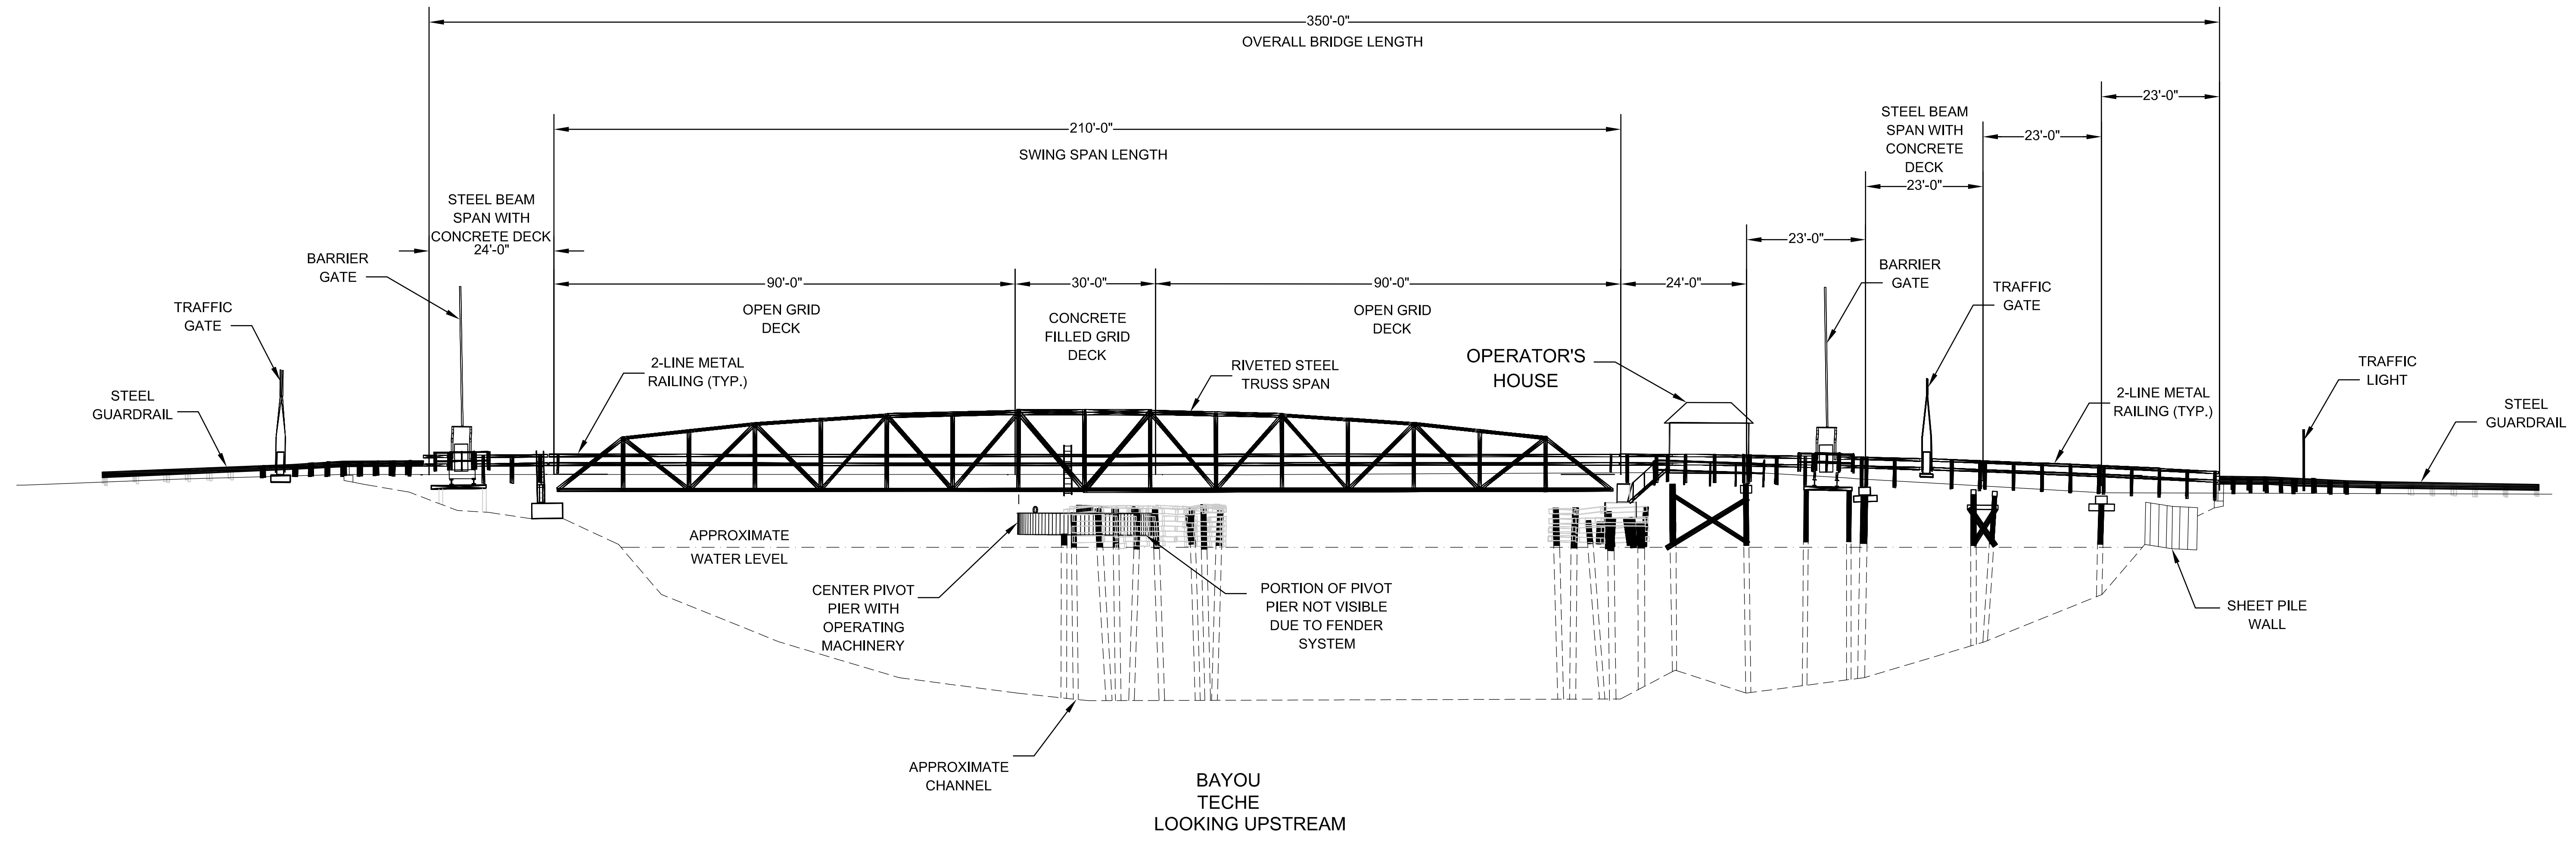 350'-0"
OVERALL BRIDGE LENGTH
23'-0"
STEEL BEAM
SPAN WITH
CONCRETE
DECK
23'-0"
23'-0"
210'-0"
SWING SPAN LENGTH
STEEL BEAM
SPAN WITH
CONCRETE DECK
24'-0"
23'-0"
BARRIER
GATE
TRAFFIC
GATE
90'-0"
OPEN GRID
DECK
30'-0"
CONCRETE
FILLED GRID
DECK
90'-0"
OPEN GRID
DECK
24'-0"
BARRIER
GATE
TRAFFIC
GATE
STEEL
GUARDRAIL
2-LINE METAL
RAILING (TYP.)
RIVETED STEEL
TRUSS SPAN
OPERATOR'S
HOUSE
2-LINE METAL
RAILING (TYP.)
TRAFFIC
LIGHT
STEEL
GUARDRAIL
APPROXIMATE
WATER LEVEL
CENTER PIVOT
PIER WITH
OPERATING
MACHINERY
PORTION OF PIVOT
PIER NOT VISIBLE
DUE TO FENDER
SYSTEM
SHEET PILE
WALL
APPROXIMATE
CHANNEL
BAYOU
TECHE
LOOKING UPSTREAM